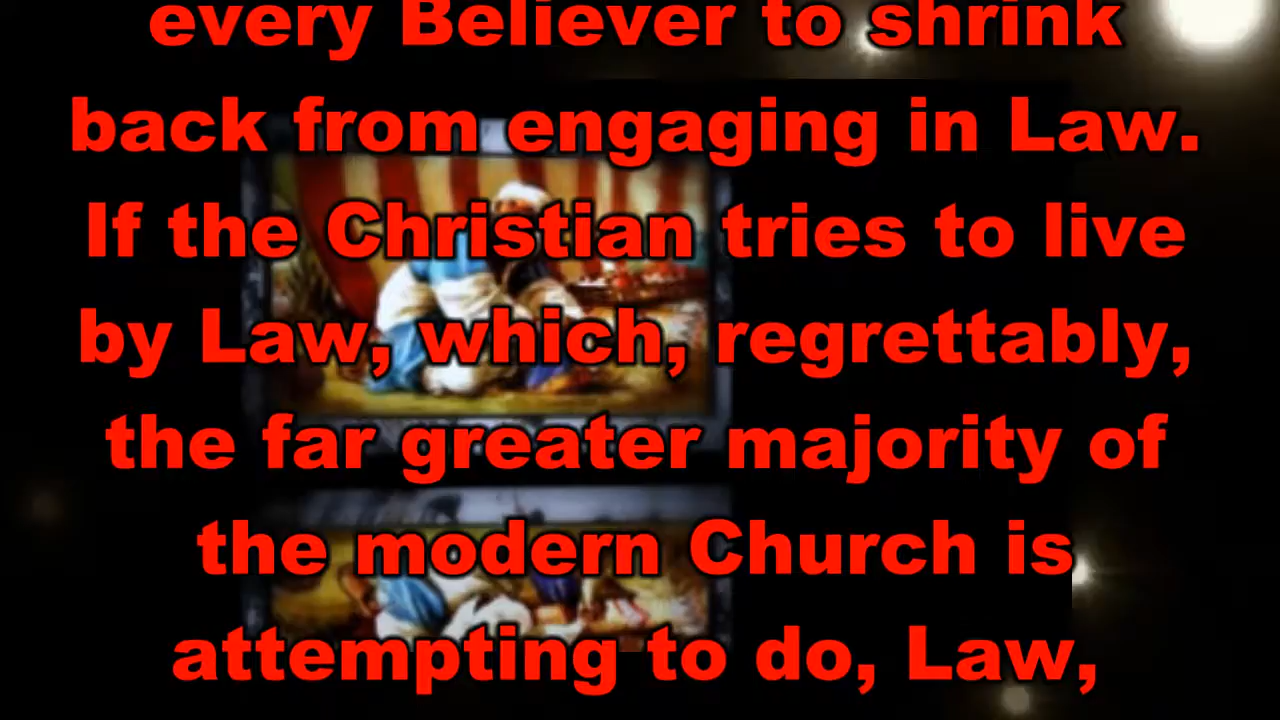 every Believer to shrink
back from engaging in Law.
If the Christian tries to live
by Law, which, regrettably,
the far greater majority of
the modern Church is
attempting to do, Law,